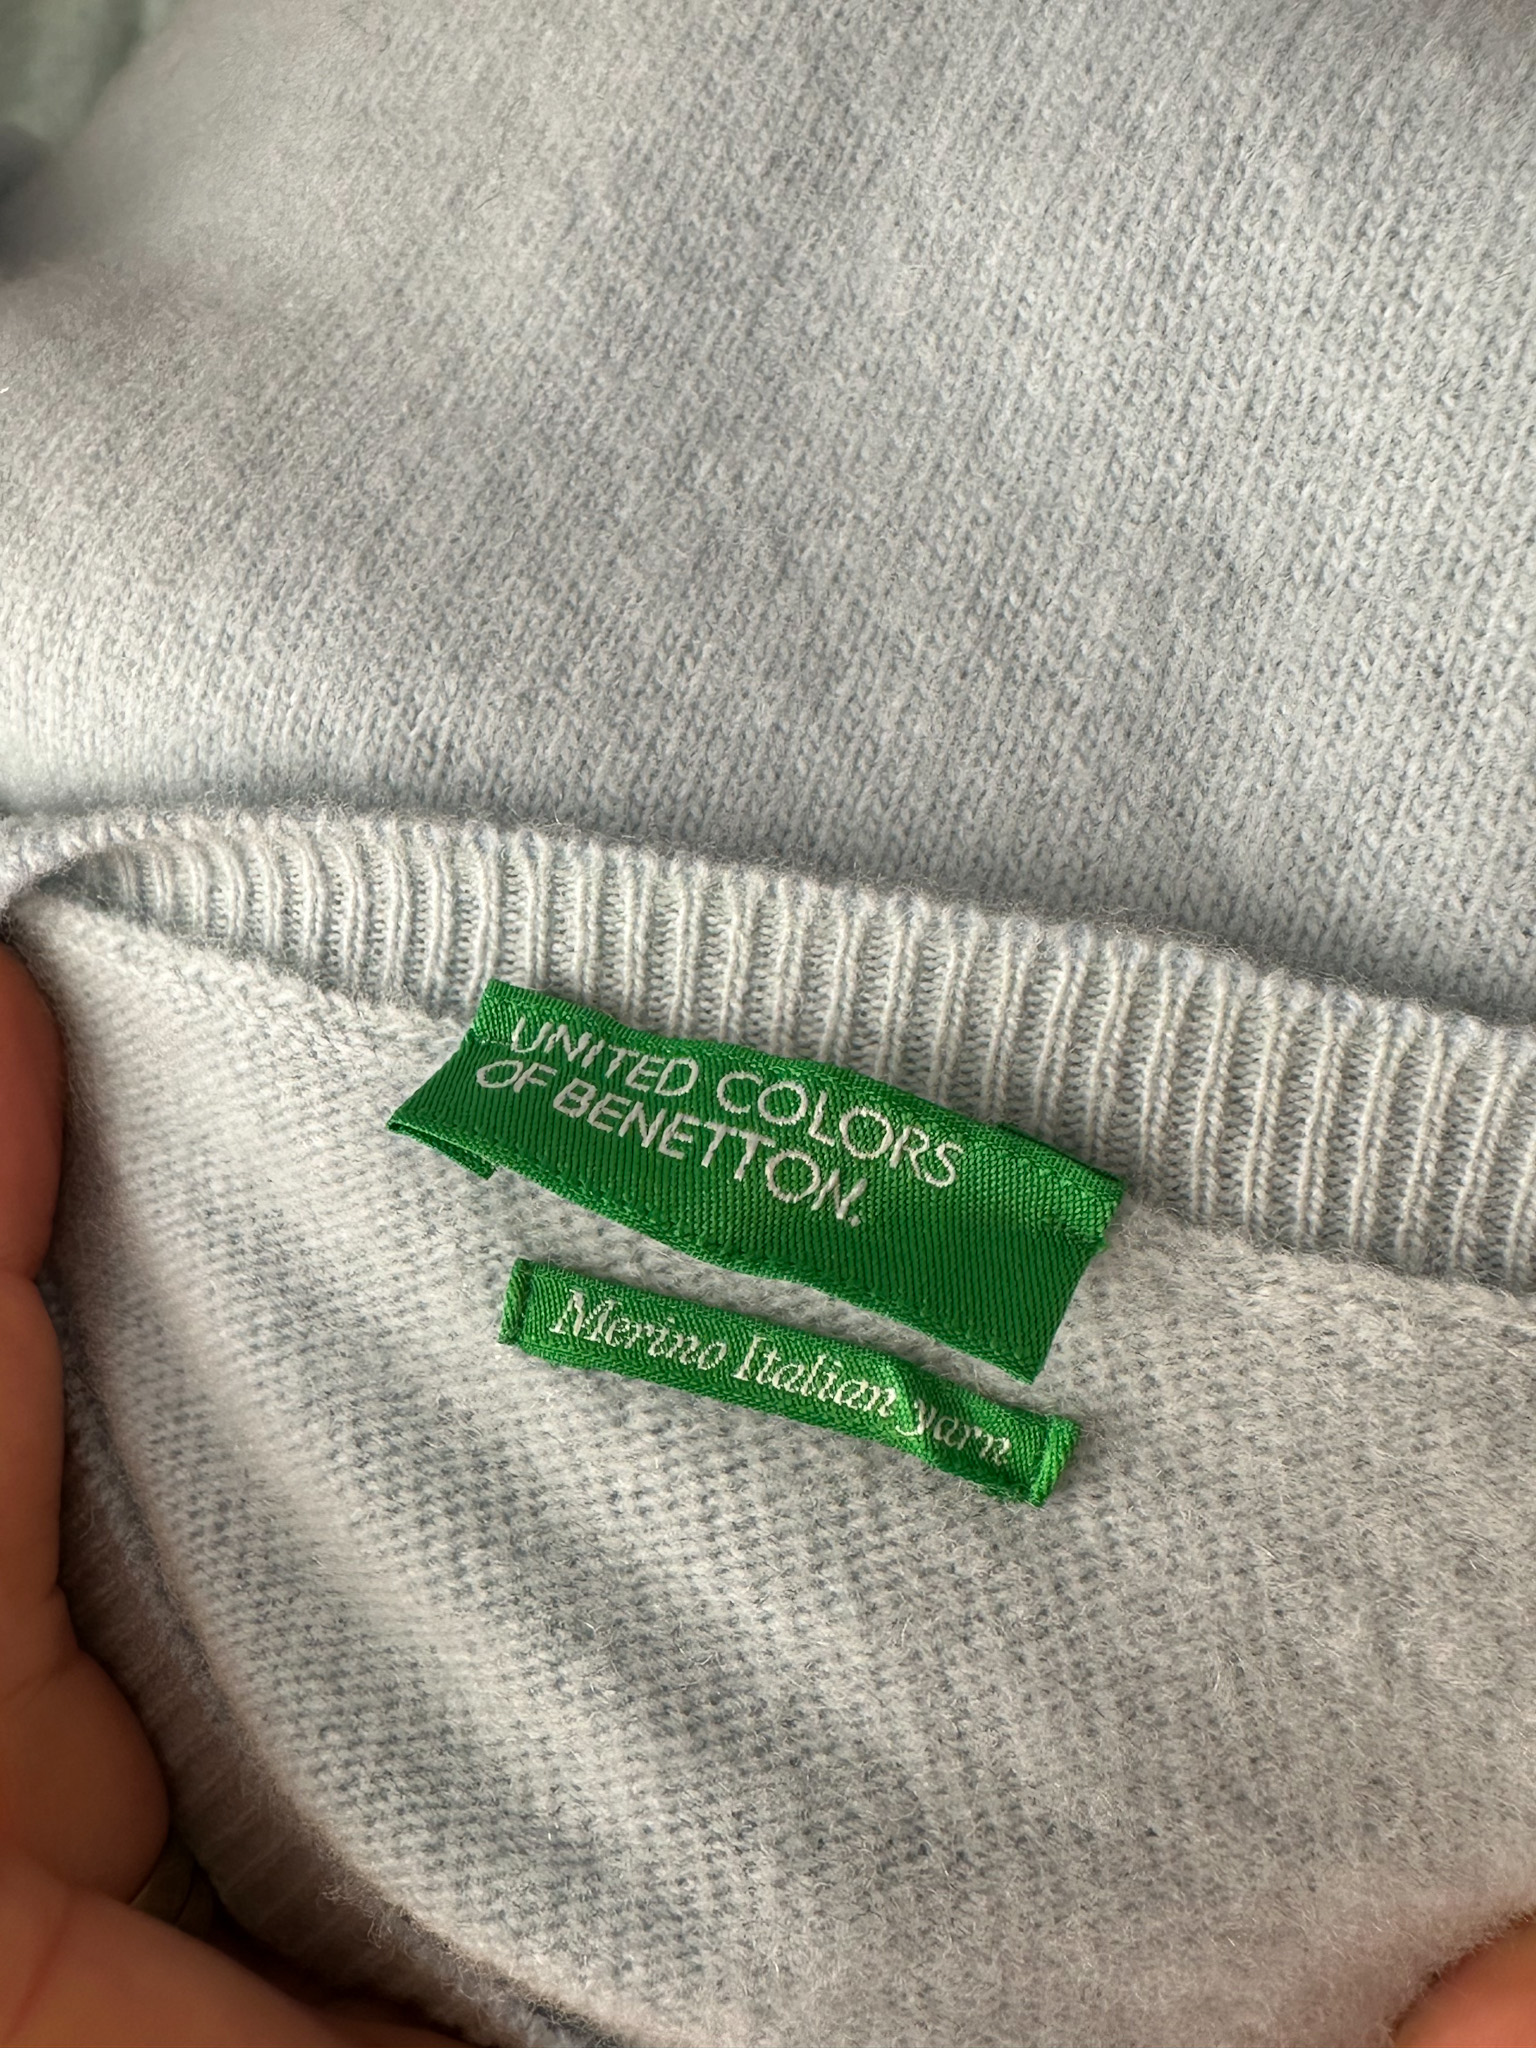 UNITED COLORS
OF BENETTON.
Merino Italian yarn